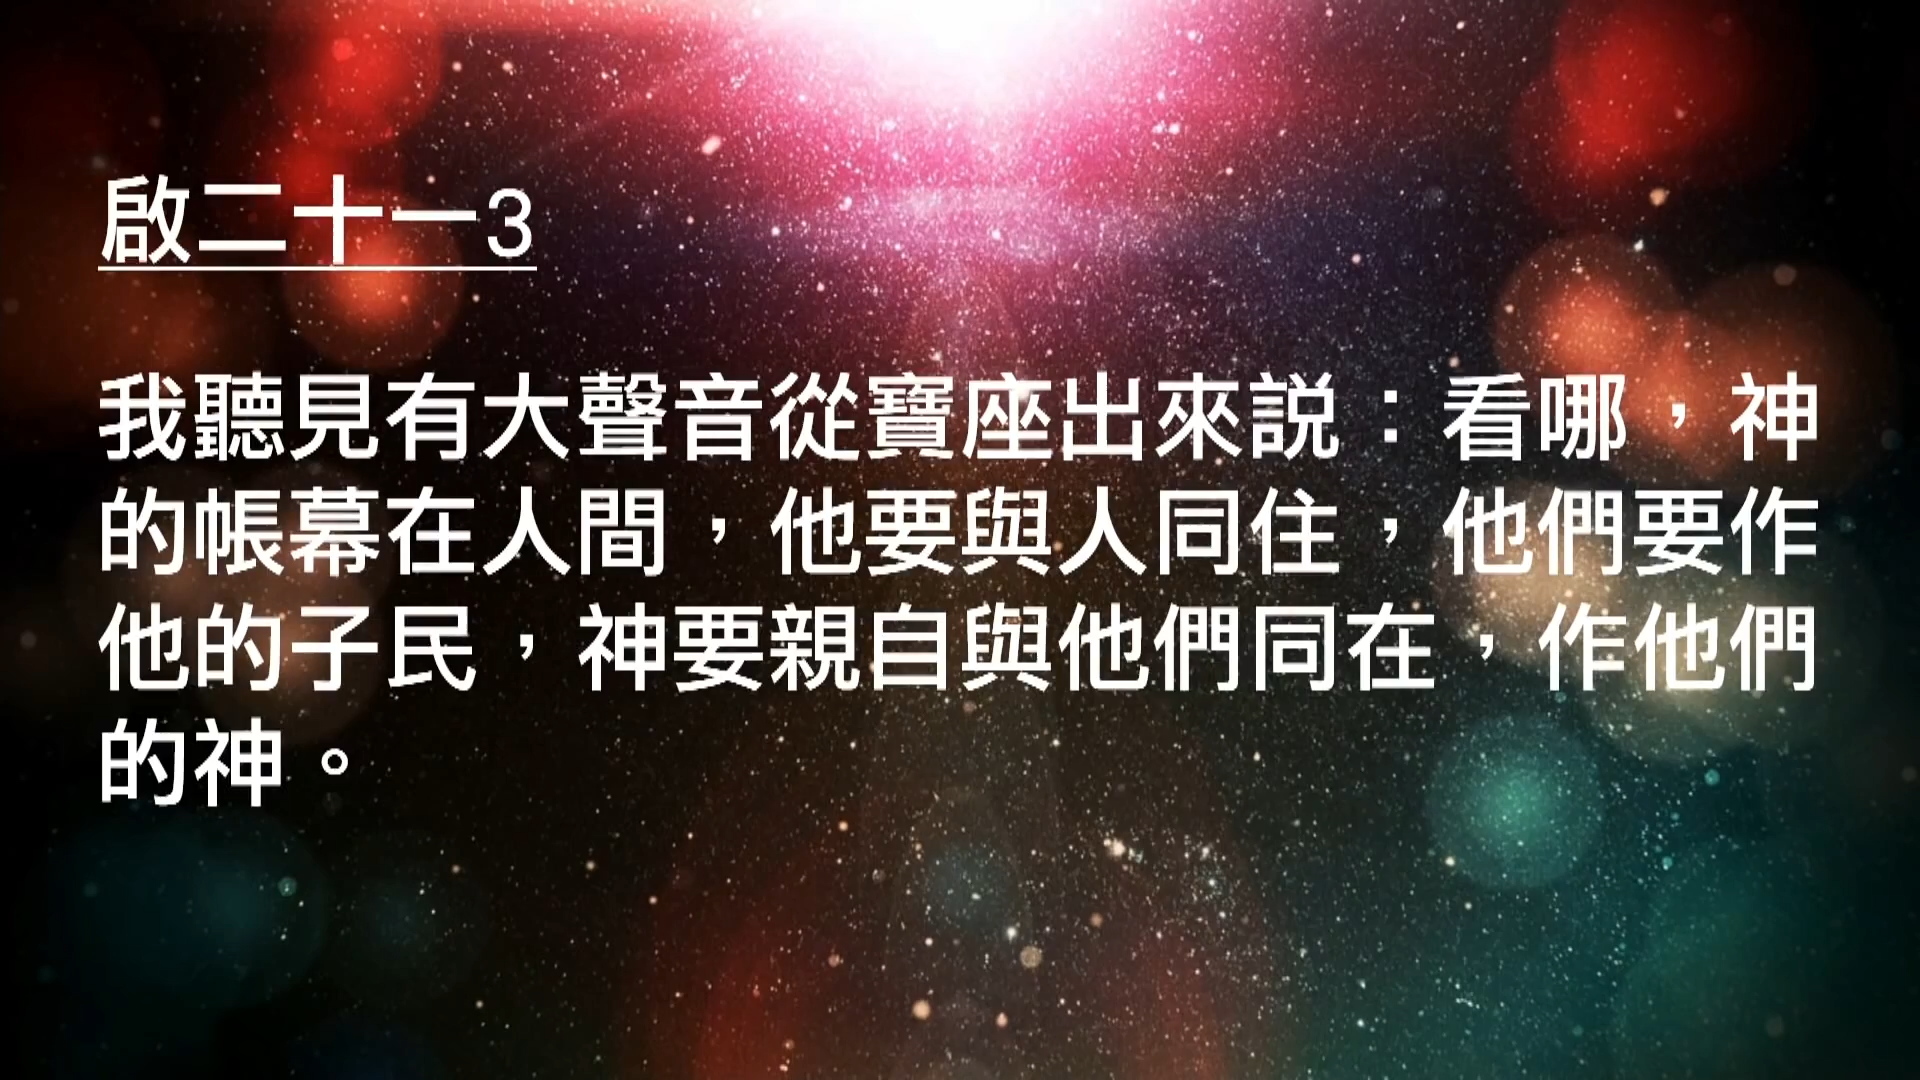 啟二十一3
我聽見有大聲音從寶座出來説：看哪，神
的帳幕在人間，他要與人同住，他們要作
他的子民，神要親自與他們同在，作他們
的神。